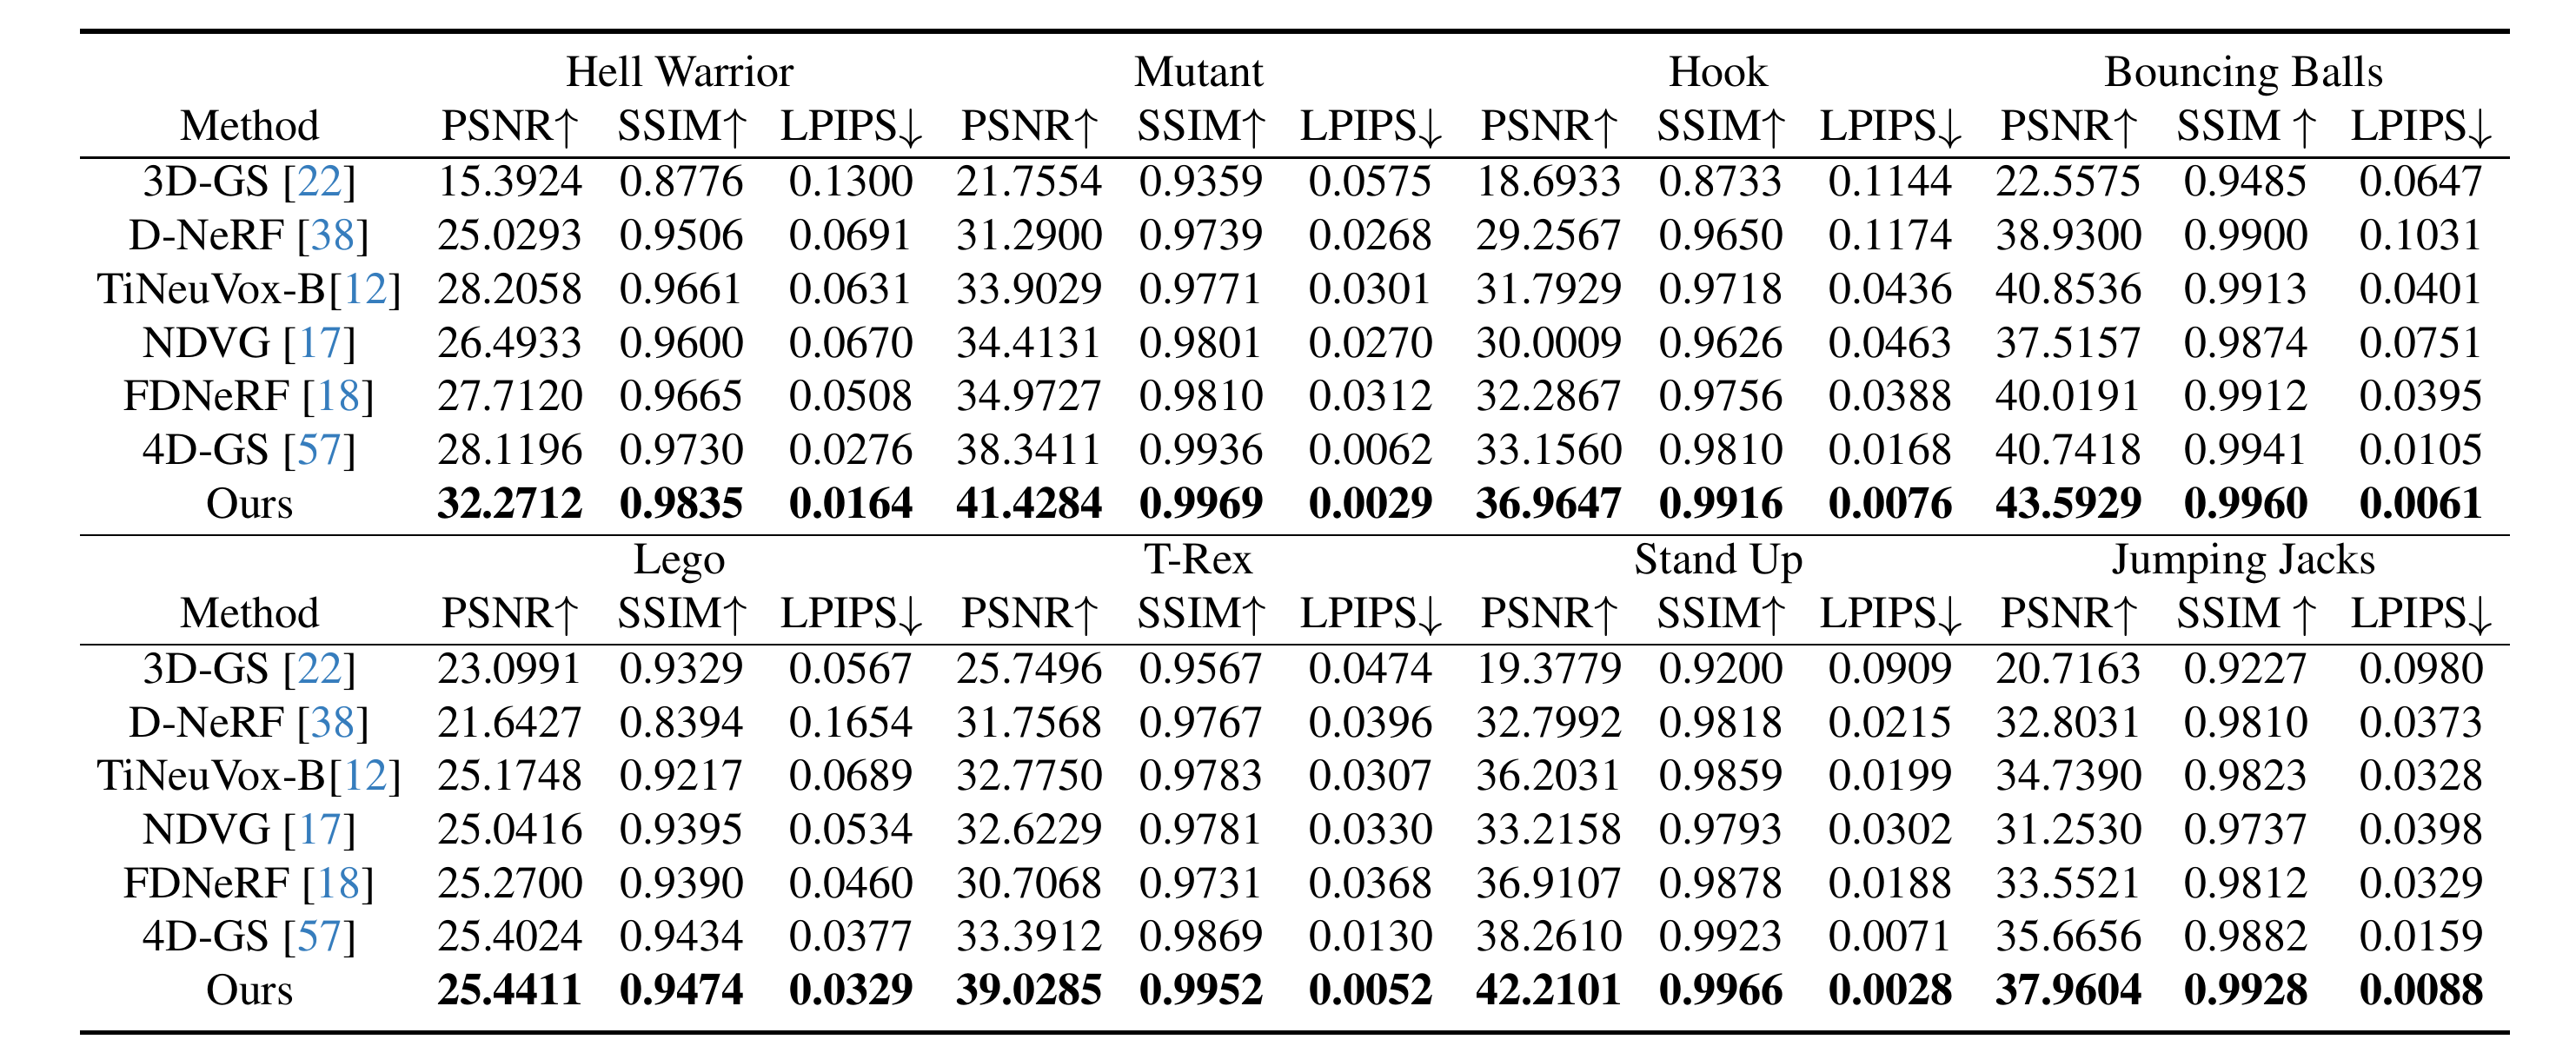 Hell Warrior Mutant Hook Bouncing Balls
Method PSNR↑ SSIM↑ LPIPS↓ PSNR↑ SSIM↑ LPIPS↓ PSNR↑ SSIM↑ LPIPS↓ PSNR↑ SSIM ↑ LPIPS↓
3D-GS [22] 15.3924 0.8776 0.1300 21.7554 0.9359 0.0575 18.6933 0.8733 0.1144 22.5575 0.9485 0.0647
D-NeRF [38] 25.0293 0.9506 0.0691 31.2900 0.9739 0.0268 29.2567 0.9650 0.1174 38.9300 0.9900 0.1031
TiNeuVox-B[12] 28.2058 0.9661 0.0631 33.9029 0.9771 0.0301 31.7929 0.9718 0.0436 40.8536 0.9913 0.0401
NDVG [17] 26.4933 0.9600 0.0670 34.4131 0.9801 0.0270 30.0009 0.9626 0.0463 37.5157 0.9874 0.0751
FDNeRF [18] 27.7120 0.9665 0.0508 34.9727 0.9810 0.0312 32.2867 0.9756 0.0388 40.0191 0.9912 0.0395
4D-GS [57] 28.1196 0.9730 0.0276 38.3411 0.9936 0.0062 33.1560 0.9810 0.0168 40.7418 0.9941 0.0105
Ours 32.2712 0.9835 0.0164 41.4284 0.9969 0.0029 36.9647 0.9916 0.0076 43.5929 0.9960 0.0061
Lego T-Rex Stand Up Jumping Jacks
Method PSNR↑ SSIM↑ LPIPS↓ PSNR↑ SSIM↑ LPIPS↓ PSNR↑ SSIM↑ LPIPS↓ PSNR↑ SSIM ↑ LPIPS↓
3D-GS [22] 23.0991 0.9329 0.0567 25.7496 0.9567 0.0474 19.3779 0.9200 0.0909 20.7163 0.9227 0.0980
D-NeRF [38] 21.6427 0.8394 0.1654 31.7568 0.9767 0.0396 32.7992 0.9818 0.0215 32.8031 0.9810 0.0373
TiNeuVox-B[12] 25.1748 0.9217 0.0689 32.7750 0.9783 0.0307 36.2031 0.9859 0.0199 34.7390 0.9823 0.0328
NDVG [17] 25.0416 0.9395 0.0534 32.6229 0.9781 0.0330 33.2158 0.9793 0.0302 31.2530 0.9737 0.0398
FDNeRF [18] 25.2700 0.9390 0.0460 30.7068 0.9731 0.0368 36.9107 0.9878 0.0188 33.5521 0.9812 0.0329
4D-GS [57] 25.4024 0.9434 0.0377 33.3912 0.9869 0.0130 38.2610 0.9923 0.0071 35.6656 0.9882 0.0159
Ours 25.4411 0.9474 0.0329 39.0285 0.9952 0.0052 42.2101 0.9966 0.0028 37.9604 0.9928 0.0088